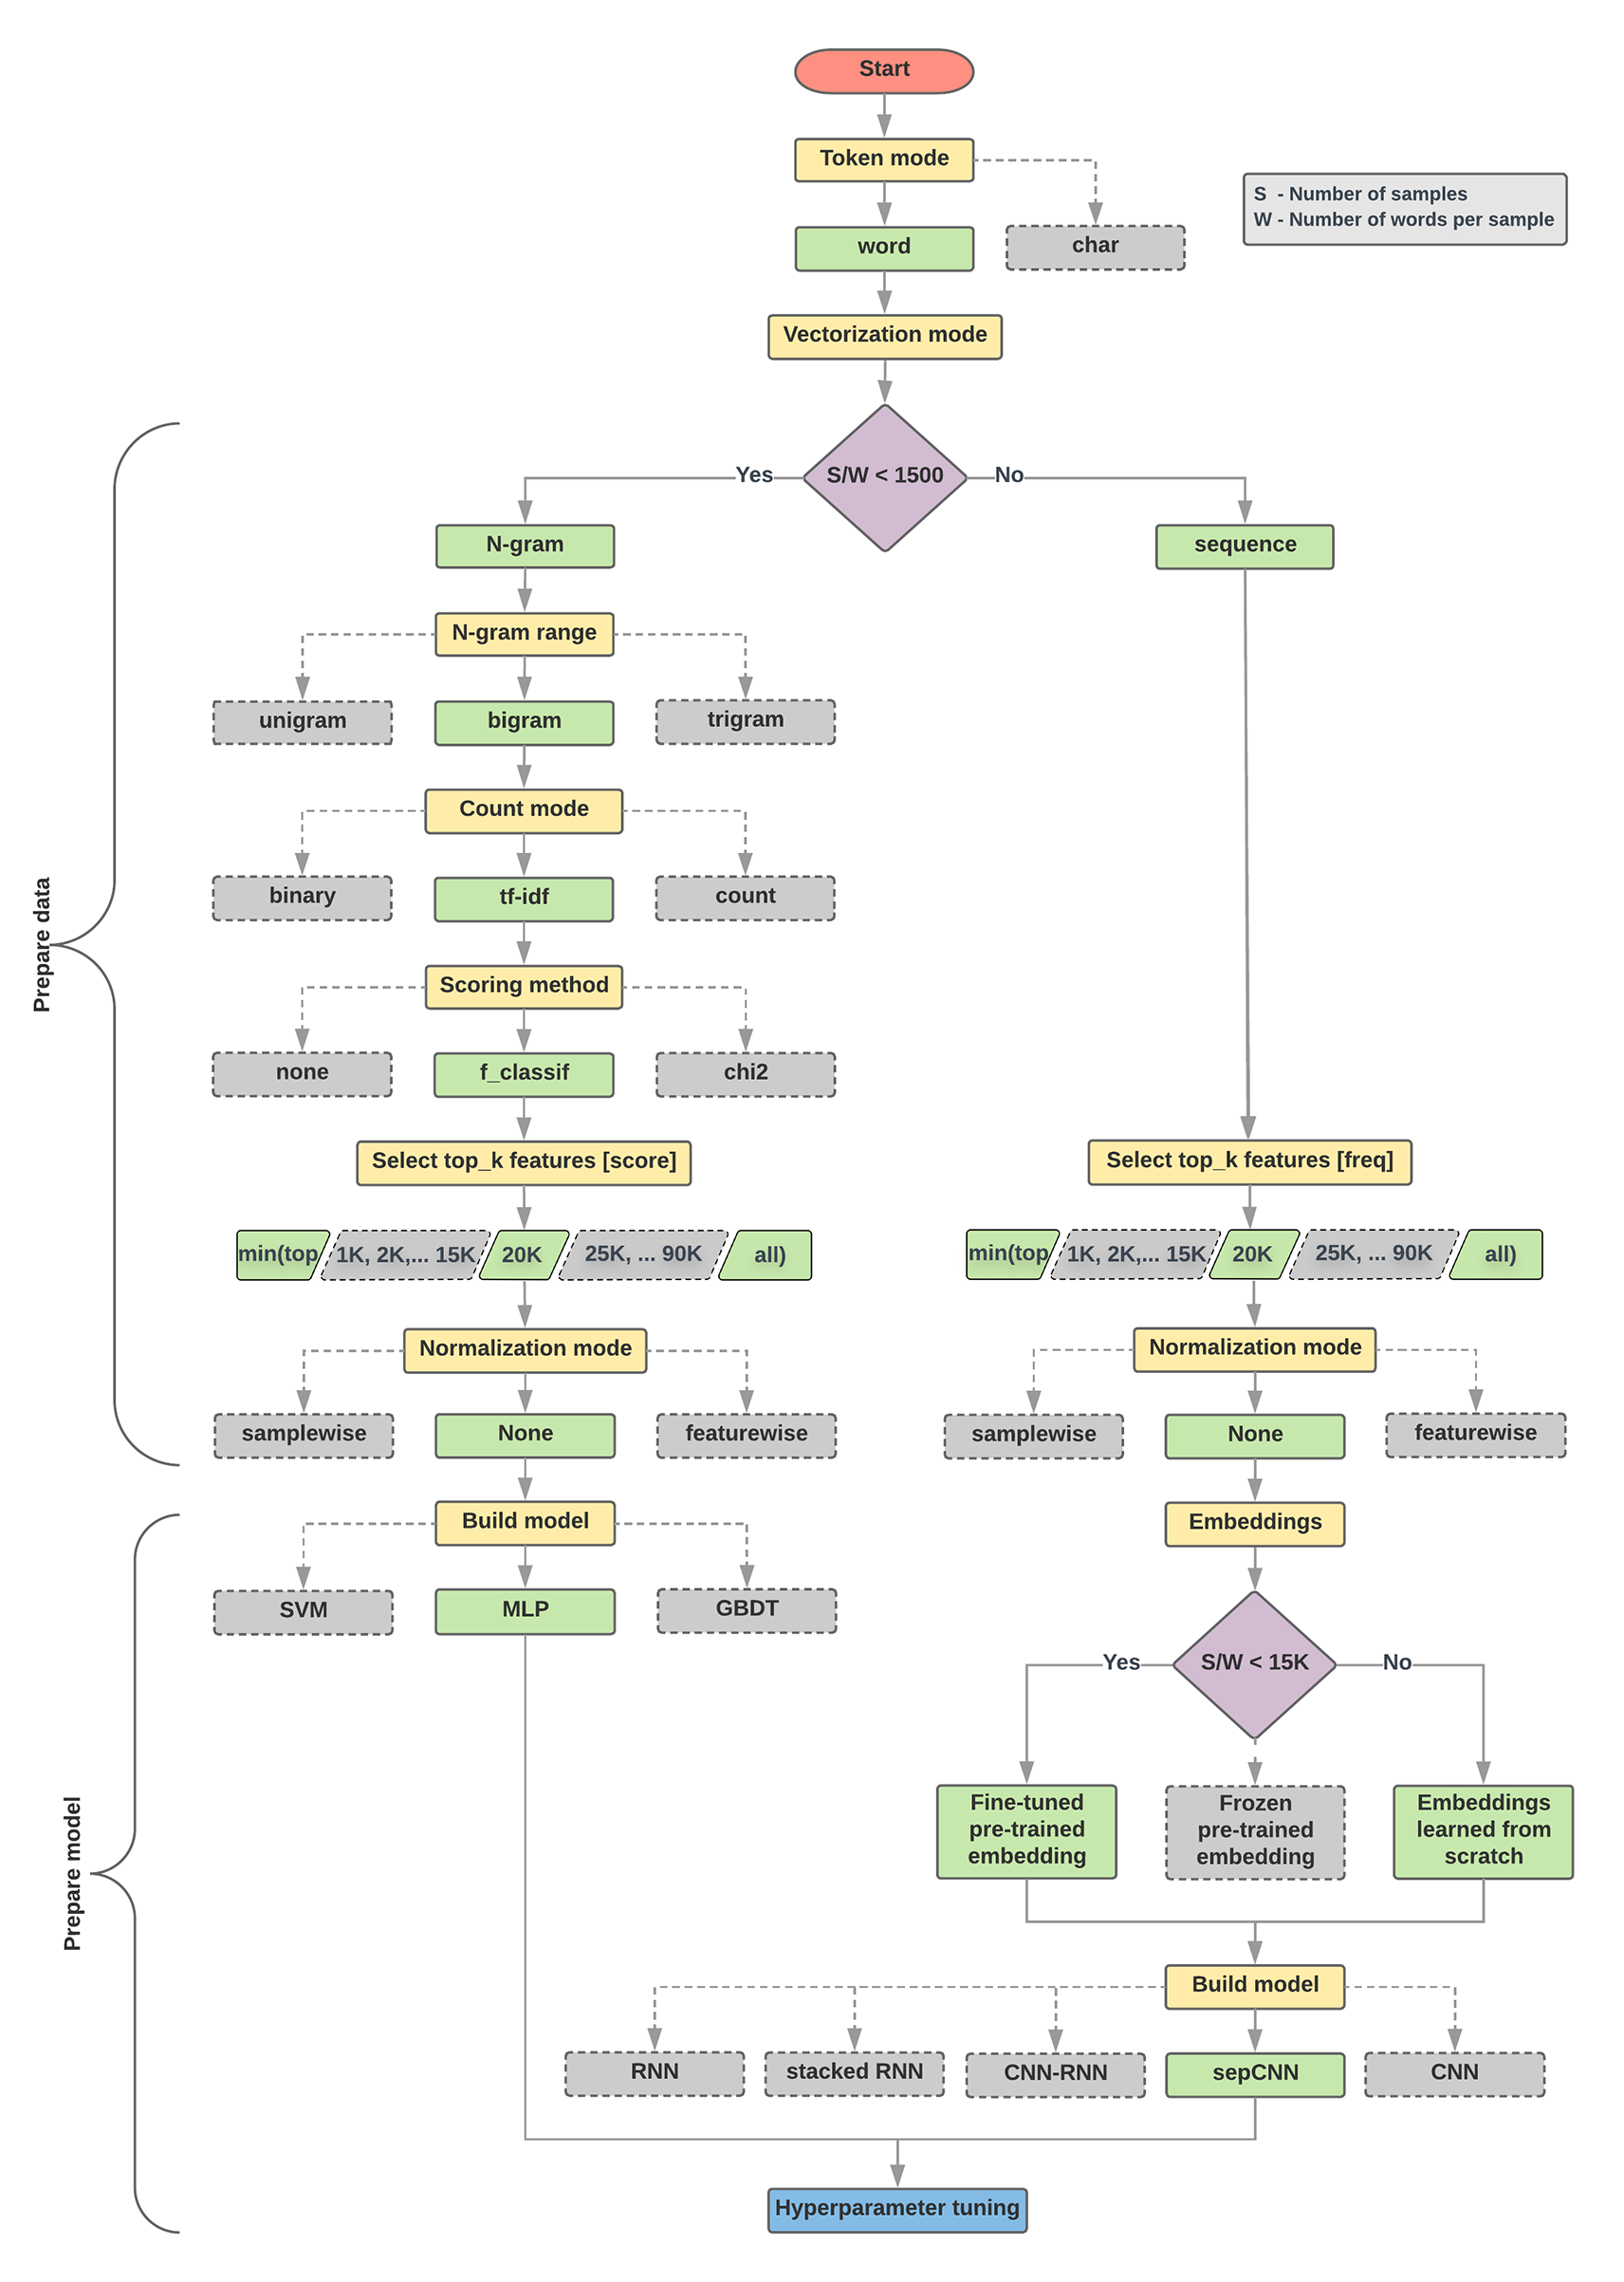 Start
Token mode
S - Number of samples
W - Number of words per sample
word
char
Vectorization mode
S/W < 1500
Yes
No
N-gram
sequence
N-gram range
unigram
bigram
trigram
Count mode
binary
tf-idf
count
Prepare data
Scoring method
none
f_classif
chi2
Select top_k features [score]
Select top_k features [freq]
min(top 1K, 2K,... 15K 20K 25K, ... 90K all)
min(top 1K, 2K,... 15K 20K 25K, ... 90K all)
Normalization mode
Normalization mode
samplewise
None
featurewise
samplewise
None
featurewise
Build model
Embeddings
SVM
MLP
GBDT
S/W < 15K
Yes
No
Prepare model
Fine-tuned
pre-trained
embedding
Frozen
pre-trained
embedding
Embeddings
learned from
scratch
Build model
RNN
stacked RNN
CNN-RNN
sepCNN
CNN
Hyperparameter tuning